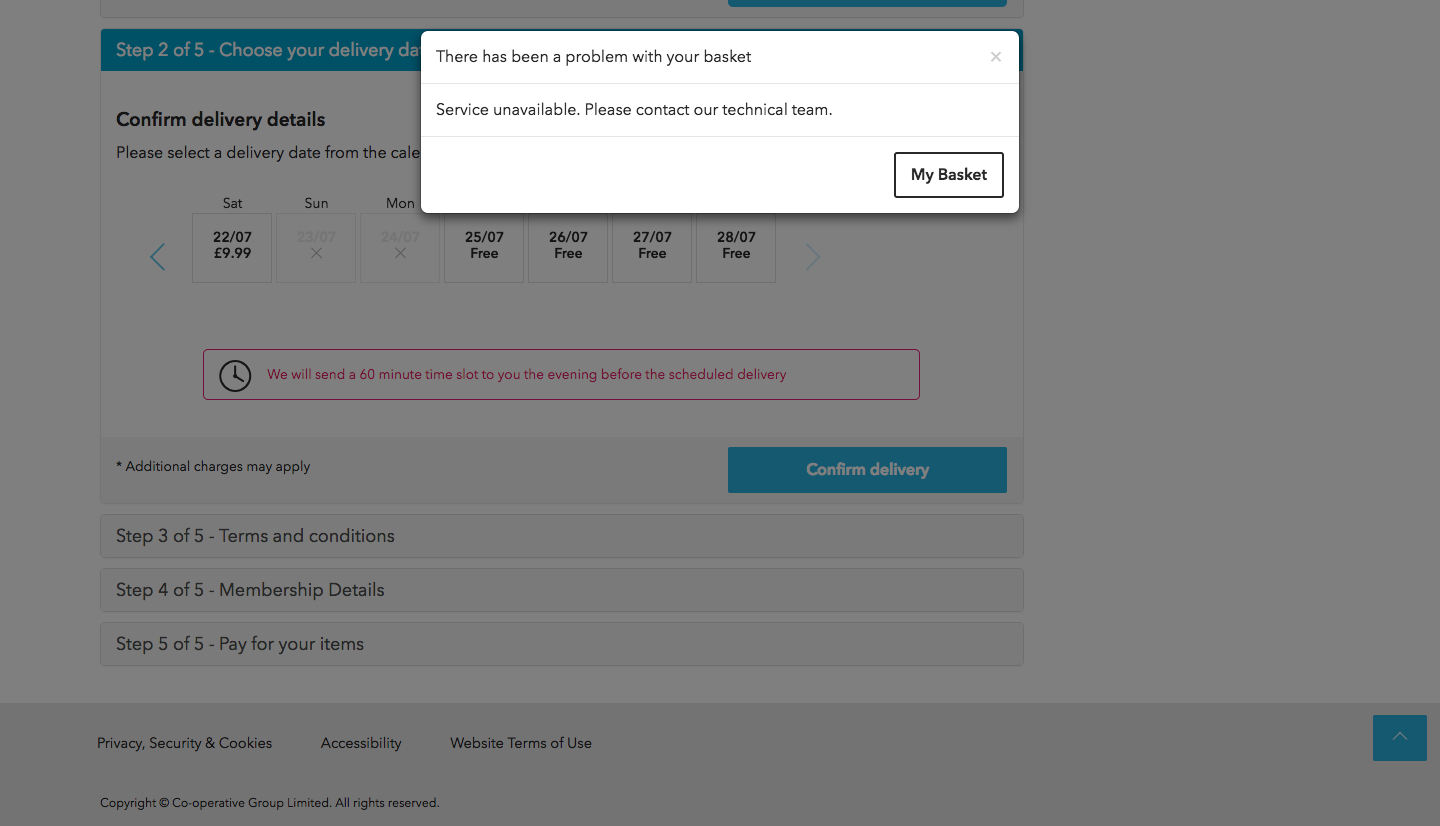 Step 2 of 5 - Choose your delivery da
There has been a problem with your basket
×
Service unavailable. Please contact our technical team.
My Basket
Confirm delivery details
Please select a delivery date from the cale
Sat Sun Mon
22/07 23/07 24/07 25/07 26/07 27/07 28/07
£9.99 × × Free Free Free Free
We will send a 60 minute time slot to you the evening before the scheduled delivery
* Additional charges may apply
Confirm delivery
Step 3 of 5 - Terms and conditions
Step 4 of 5 - Membership Details
Step 5 of 5 - Pay for your items
Privacy, Security & Cookies Accessibility Website Terms of Use
Copyright © Co-operative Group Limited. All rights reserved.